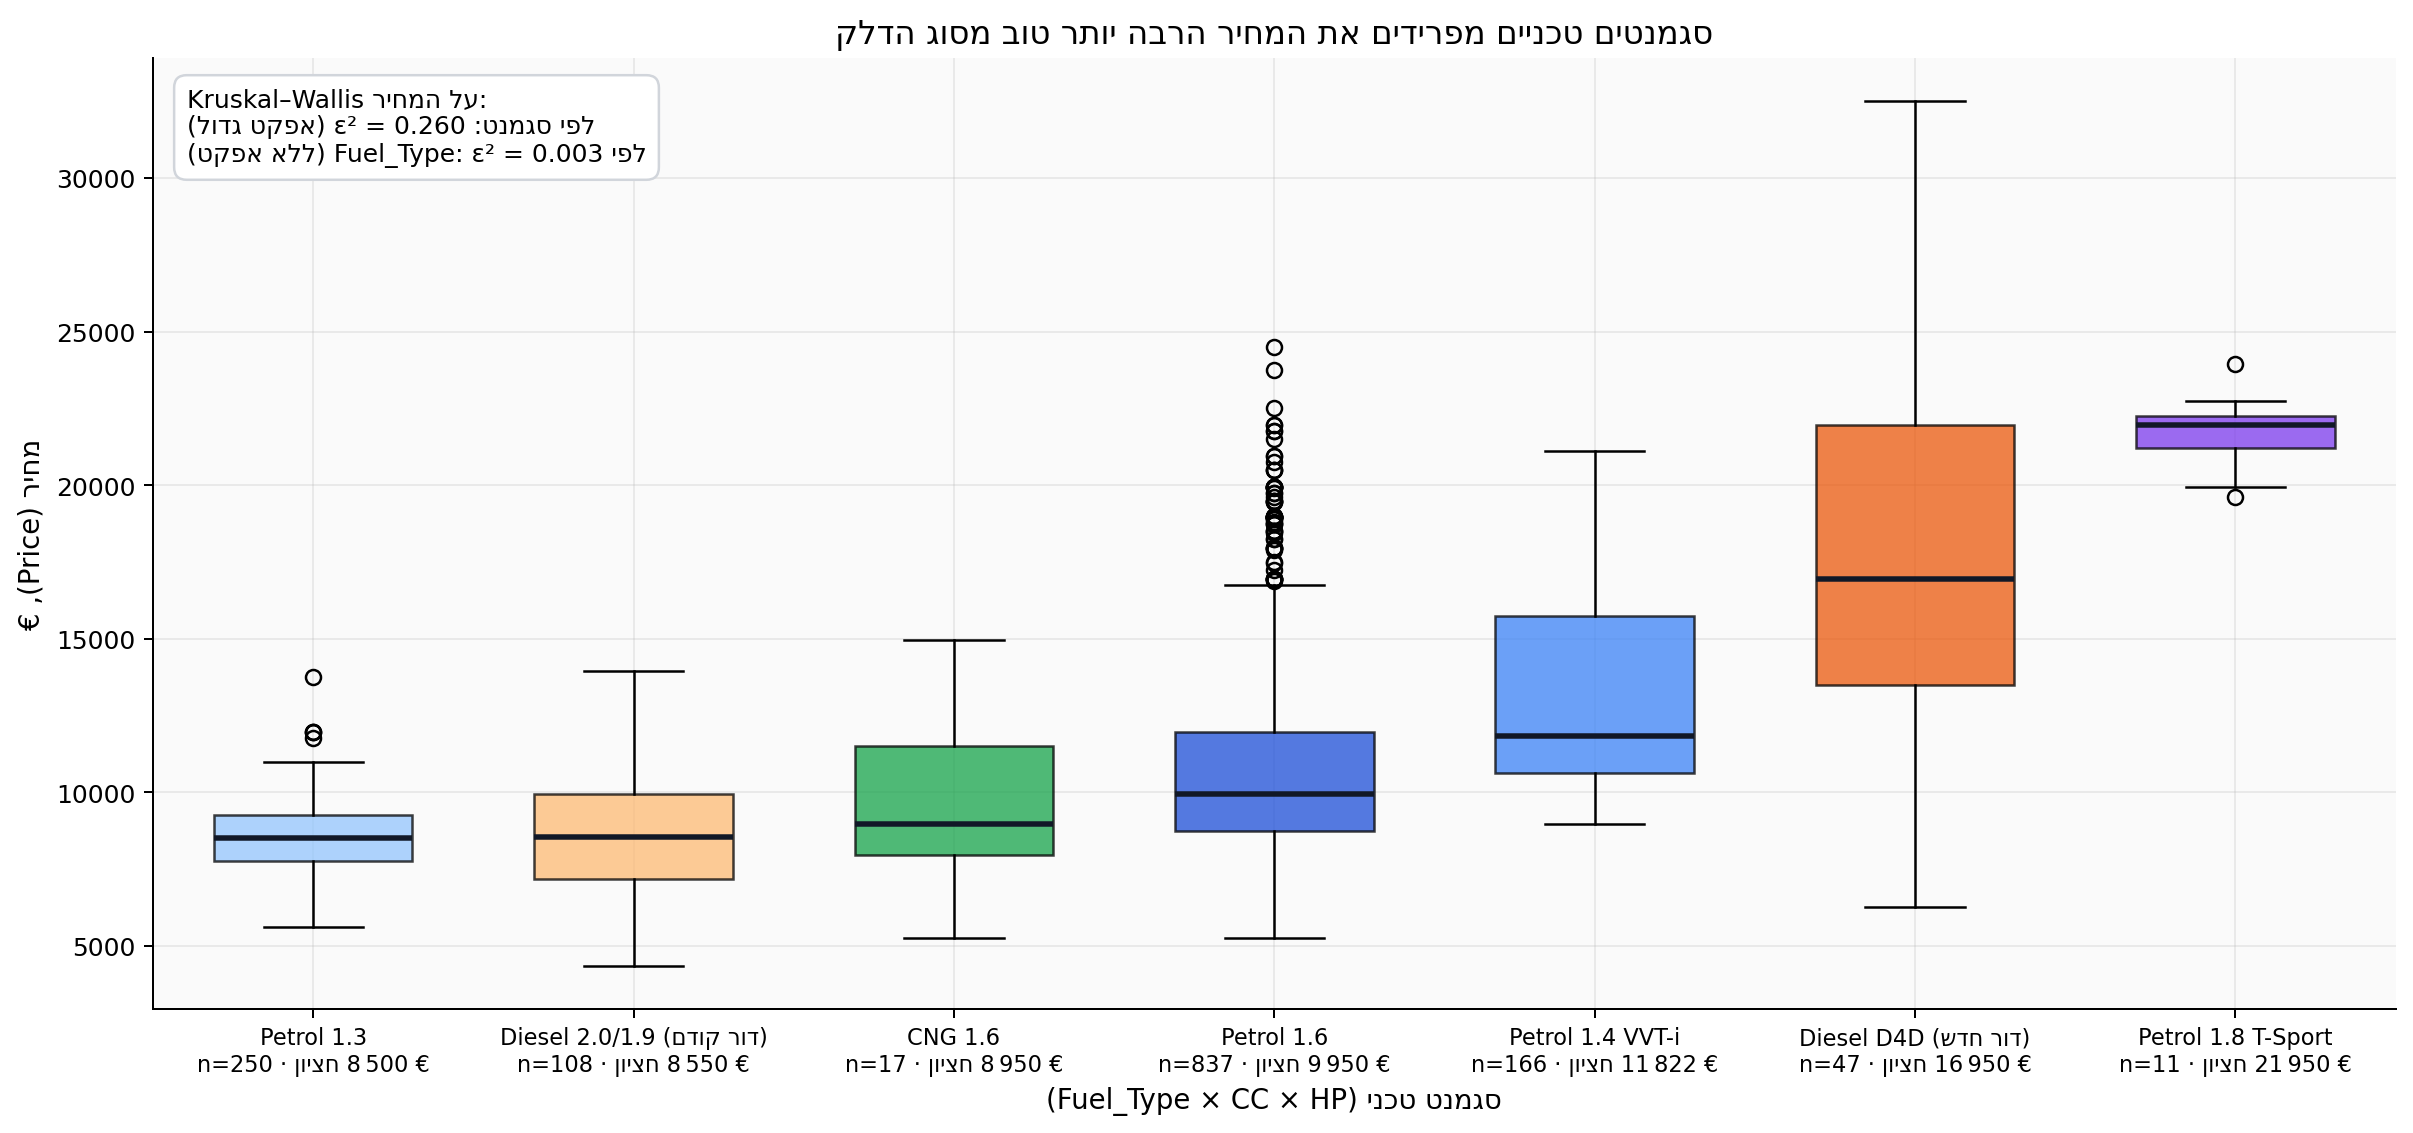 סגמנטים טכניים מפרידים את המחיר הרבה יותר טוב מסוג הדלק
Kruskal–Wallis על המחיר:
לפי סגמנט: ε² = 0.260 (אפקט גדול)
לפי Fuel_Type: ε² = 0.003 (ללא אפקט)
מחיר (Price), €
30000
25000
20000
15000
10000
5000
Petrol 1.3
n=250 · חציון 8 500 €
Diesel 2.0/1.9 (דור קודם)
n=108 · חציון 8 550 €
CNG 1.6
n=17 · חציון 8 950 €
Petrol 1.6
n=837 · חציון 9 950 €
Petrol 1.4 VVT-i
n=166 · חציון 11 822 €
Diesel D4D (דור חדש)
n=47 · חציון 16 950 €
Petrol 1.8 T-Sport
n=11 · חציון 21 950 €
סגמנט טכני (Fuel_Type × CC × HP)